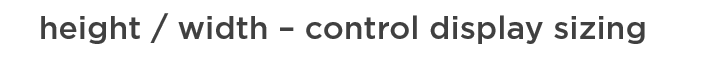 height / width – control display sizing